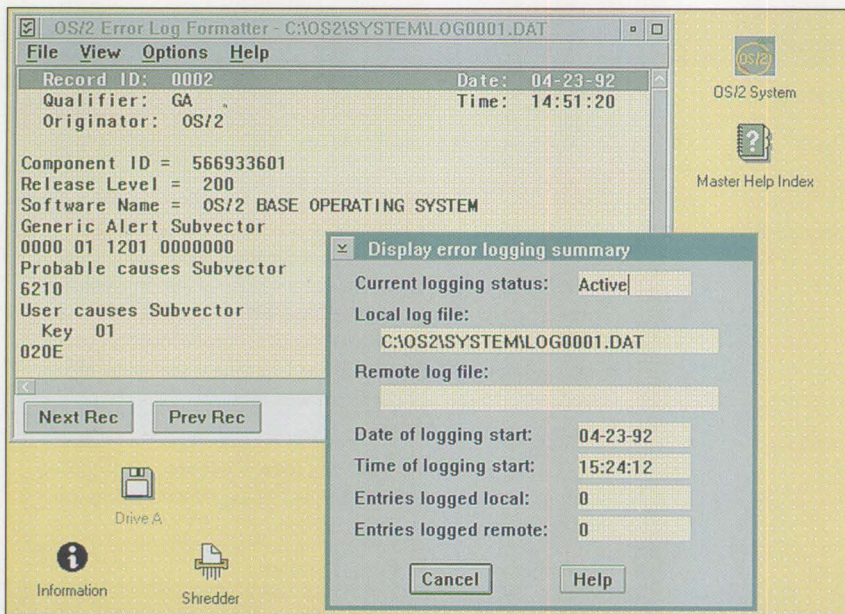 OS/2 Error Log Formatter - C:\OS2\SYSTEM\LOG0001.DAT
File View Options Help
Record ID: 0002 Date: 04-23-92
Qualifier: GA Time: 14:51:20
Originator: OS/2
Component ID = 566933601
Release Level = 200
Software Name = OS/2 BASE OPERATING SYSTEM
Generic Alert Subvector
0000 01 1201 0000000
Probable causes Subvector
6210
User causes Subvector
Key 01
020E
Next Rec Prev Rec
Display error logging summary
Current logging status: Active
Local log file:
C:\OS2\SYSTEM\LOG0001.DAT
Remote log file:
Date of logging start: 04-23-92
Time of logging start: 15:24:12
Entries logged local: 0
Entries logged remote: 0
Cancel Help
OS/2
OS/2 System
Master Help Index
Drive A
Information
Shredder